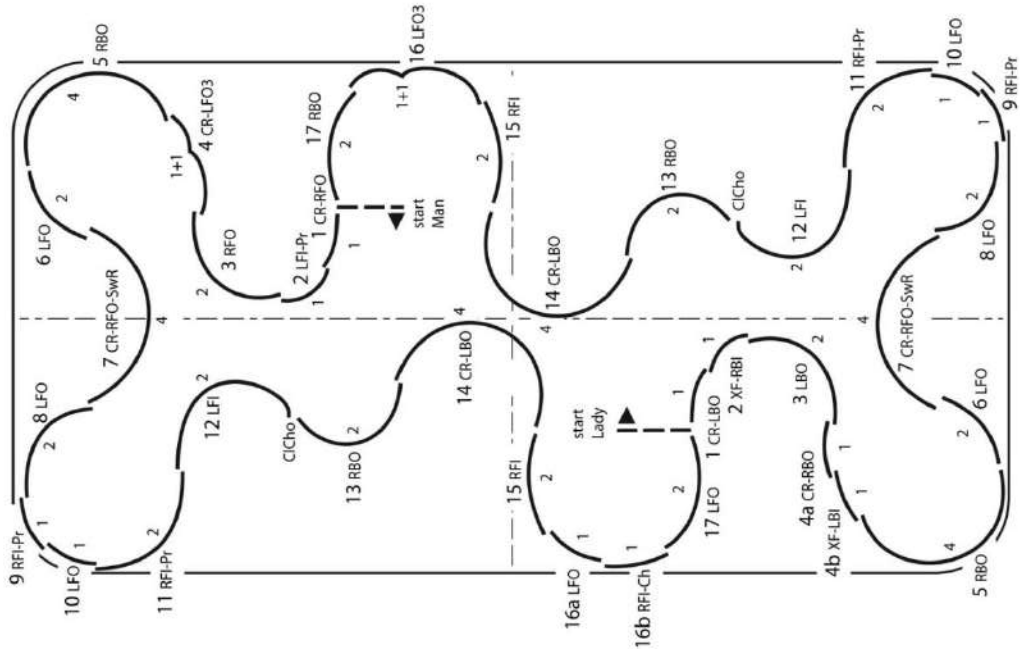 start
Man
1 CR-RFO
1
2 LFI-Pr
1
3 RFO
2
4 CR-LFO3
1+1
5 RBO
4
6 LFO
2
7 CR-RFO-SwR
4
8 LFO
2
9 RFI-Pr
1
10 LFO
1
11 RFI-Pr
2
12 LFI
2
ClCho
13 RBO
2
14 CR-LBO
4
15 RFI
2
16a LFO
1
16b RFI-Ch
1
17 LFO
2
start
Lady
1 CR-LBO
1
2 XF-RBI
1
3 LBO
2
4a CR-RBO
1
4b XF-LBI
1
5 RBO
4
6 LFO
2
7 CR-RFO-SwR
4
8 LFO
2
9 RFI-Pr
1
10 LFO
1
11 RFI-Pr
2
12 LFI
2
ClCho
13 RBO
2
14 CR-LBO
4
15 RFI
2
16 LFO3
1+1
17 RBO
2